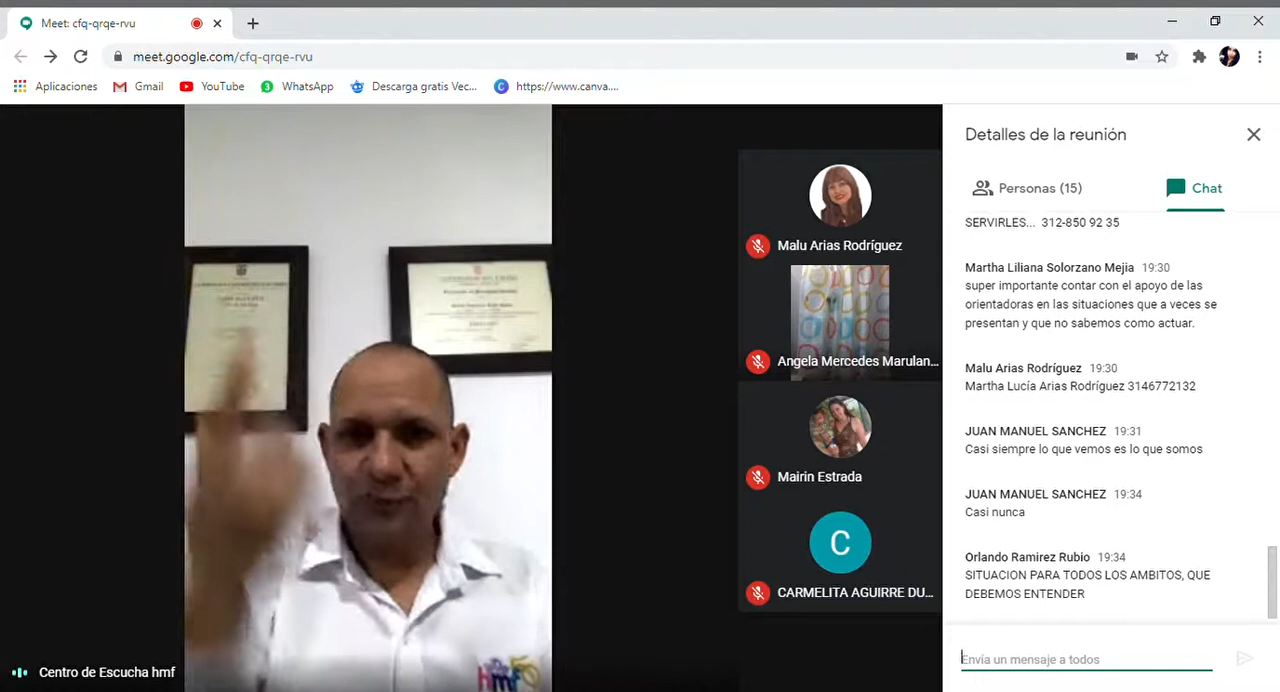 Meet: cfq-qrqe-rvu
meet.google.com/cfq-qrqe-rvu
Aplicaciones
Gmail
YouTube
3
WhatsApp
Descarga gratis Vec...
C
https://www.canva....
Malu Arias Rodríguez
Angela Mercedes Marulan...
Mairin Estrada
C
CARMELITA AGUIRRE DU...
Centro de Escucha hmf
hmf
Detalles de la reunión
Personas (15)
Chat
SERVIRLES... 312-850 92 35
Martha Liliana Solorzano Mejia 19:30
super importante contar con el apoyo de las
orientadoras en las situaciones que a veces se
presentan y que no sabemos como actuar.
Malu Arias Rodríguez 19:30
Martha Lucía Arias Rodríguez 3146772132
JUAN MANUEL SANCHEZ 19:31
Casi siempre lo que vemos es lo que somos
JUAN MANUEL SANCHEZ 19:34
Casi nunca
Orlando Ramirez Rubio 19:34
SITUACION PARA TODOS LOS AMBITOS, QUE
DEBEMOS ENTENDER
Envía un mensaje a todos